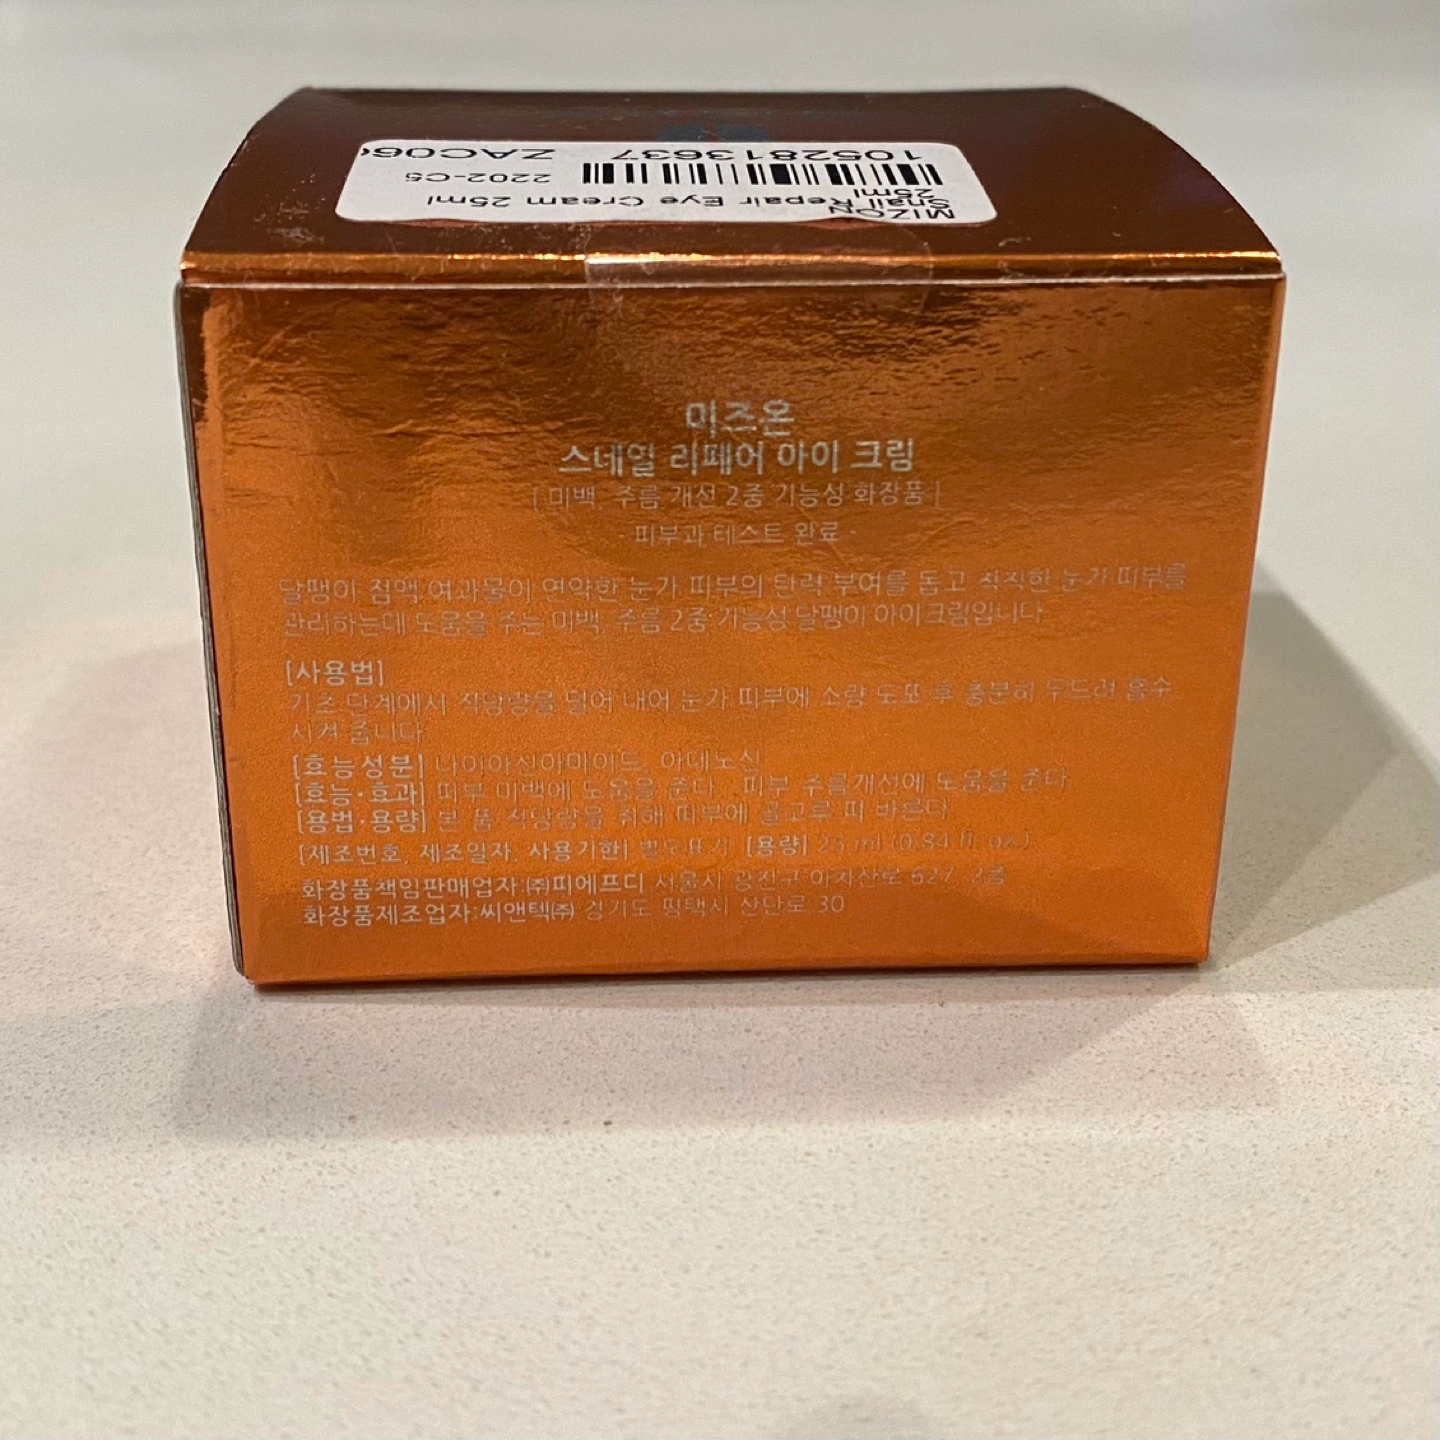 MIZON
Snail Repair Eye Cream 25ml
25ml
2202-C5
10528133637 ZAC06
미즈온
스네일 리페어 아이 크림
[ 미백, 주름 개선 2중 기능성 화장품 ]
- 피부과 테스트 완료 -
달팽이 점액 여과물이 연약한 눈가 피부의 탄력 부여를 돕고 칙칙한 눈가 피부를
관리하는데 도움을 주는 미백, 주름 2중 기능성 달팽이 아이크림입니다
[사용법]
기초 단계에서 적당량을 덜어 내어 눈가 피부에 소량 도포 후 충분히 두드려 흡수
시켜 줍니다
[효능성분] 나이아신아마이드, 아데노신
[효능·효과] 피부 미백에 도움을 준다. 피부 주름개선에 도움을 준다.
[용법·용량] 본 품 적당량을 취해 피부에 골고루 펴 바른다.
[제조번호, 제조일자, 사용기한] 별도표기 [용량] 25 ml (0.84 fl. oz.)
화장품책임판매업자:㈜피에프디 서울시 광진구 아차산로 627, 2층
화장품제조업자:씨앤텍㈜ 경기도 평택시 산단로 30